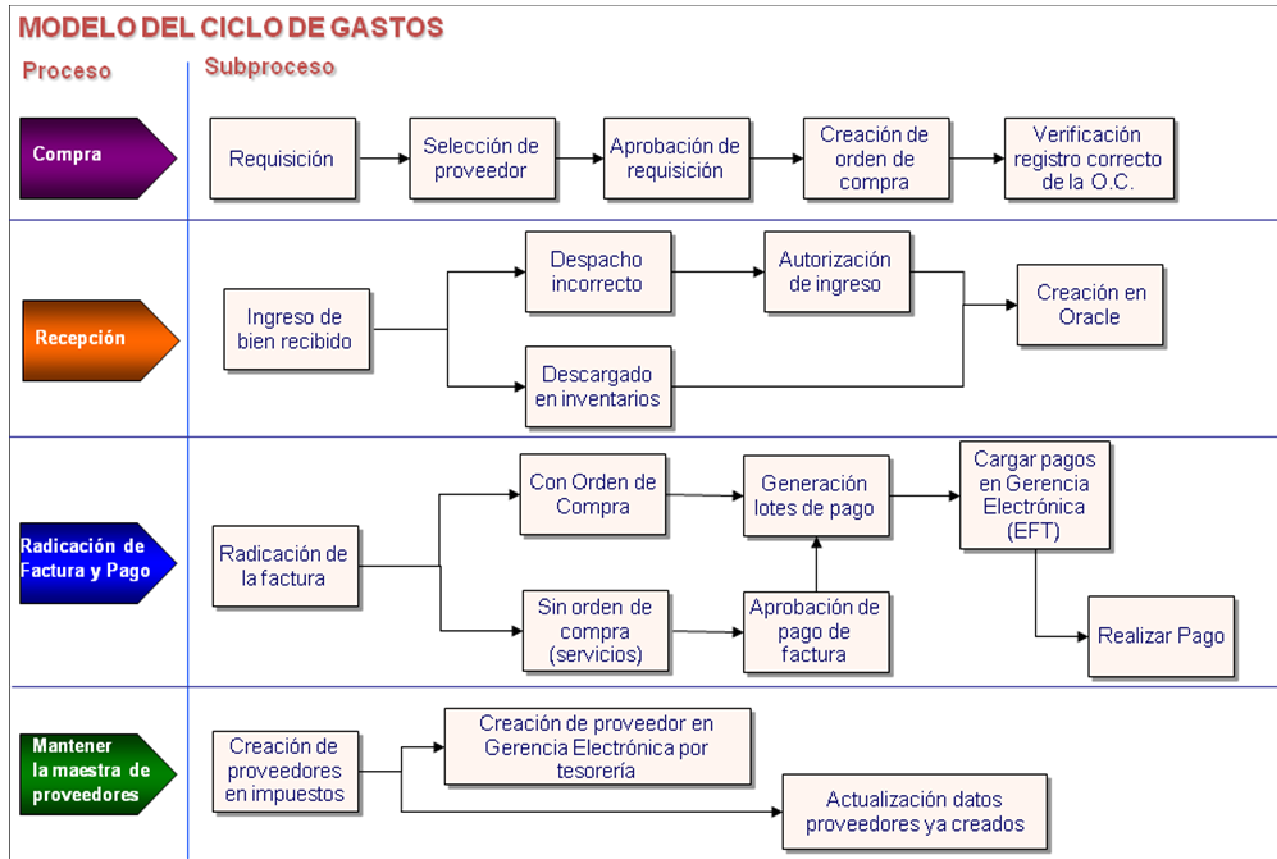 MODELO DEL CICLO DE GASTOS
Proceso
Subproceso
Compra
Requisición
Selección de
proveedor
Aprobación de
requisición
Creación de
orden de
compra
Verificación
registro correcto
de la O.C.
Recepción
Ingreso de
bien recibido
Despacho
incorrecto
Autorización
de ingreso
Descargado
en inventarios
Creación en
Oracle
Radicación de
Factura y Pago
Radicación de
la factura
Con Orden de
Compra
Generación
lotes de pago
Cargar pagos
en Gerencia
Electrónica
(EFT)
Sin orden de
compra
(servicios)
Aprobación de
pago de
factura
Realizar Pago
Mantener
la maestra de
proveedores
Creación de
proveedores
en impuestos
Creación de proveedor en
Gerencia Electrónica por
tesorería
Actualización datos
proveedores ya creados